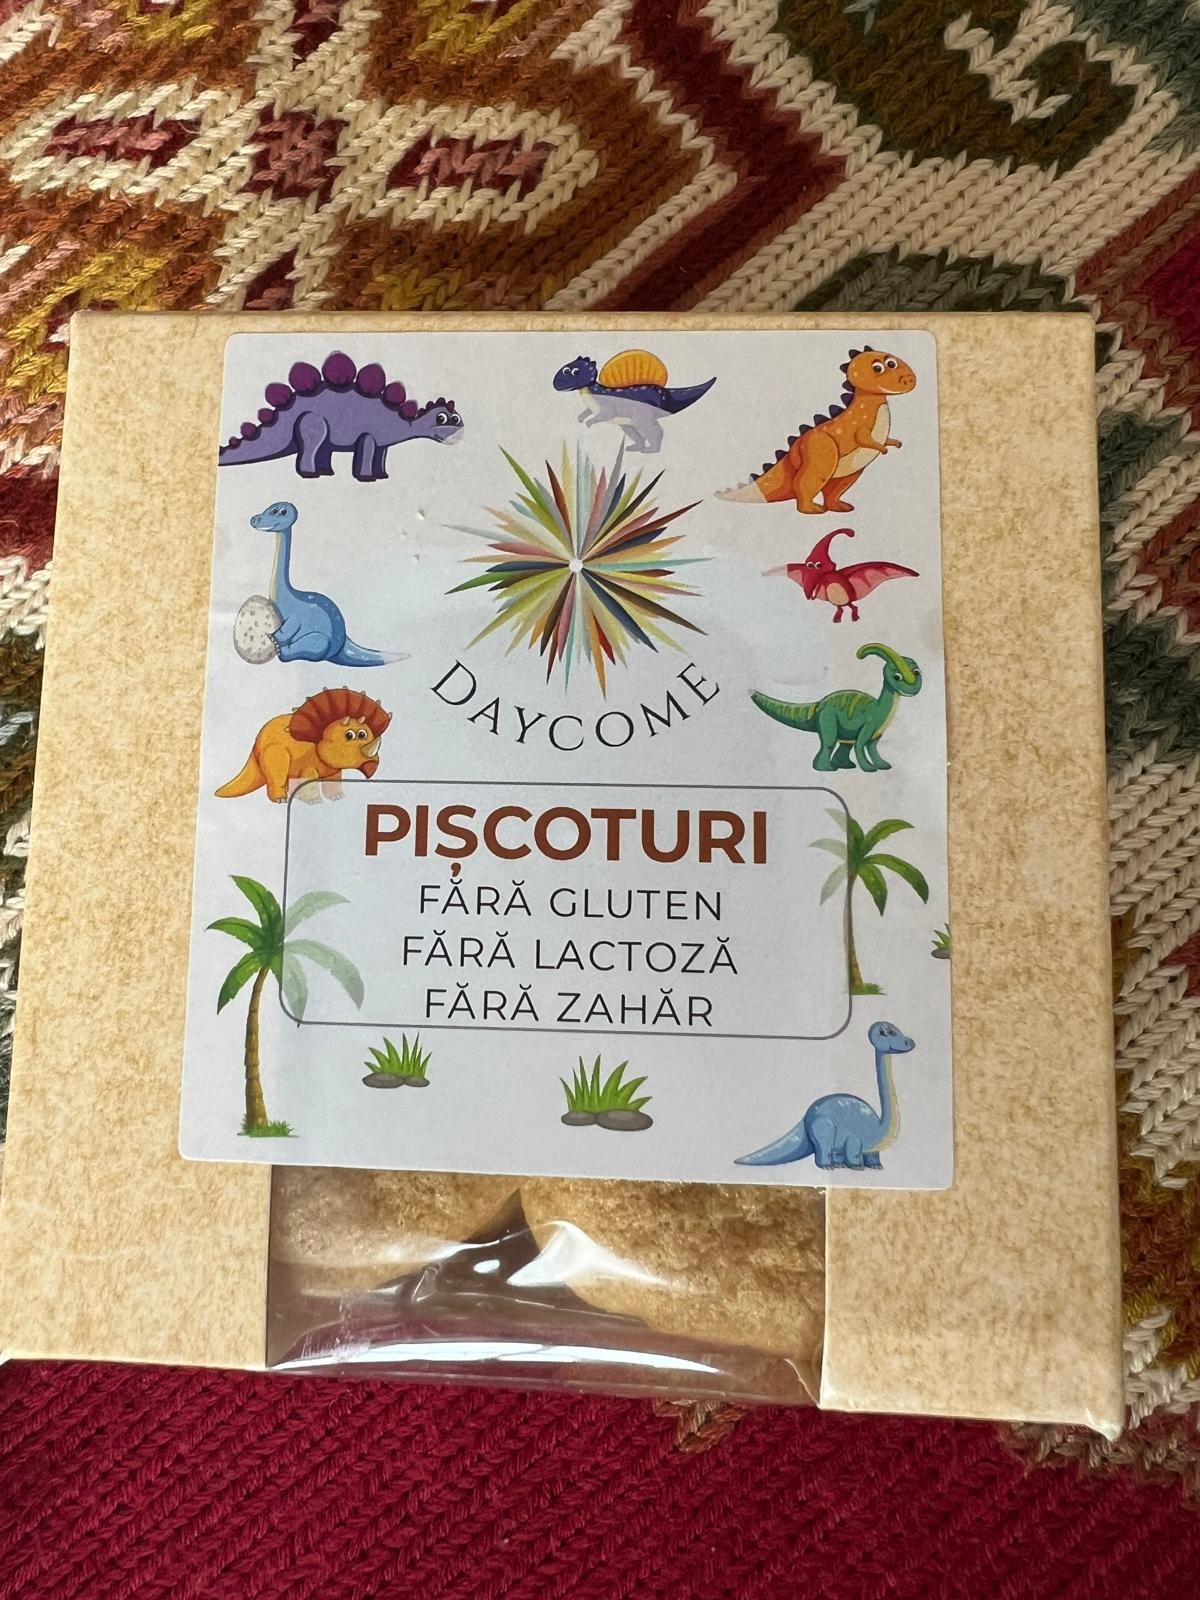 DAYCOME
PIȘCOTURI
FĂRĂ GLUTEN
FĂRĂ LACTOZĂ
FĂRĂ ZAHĂR